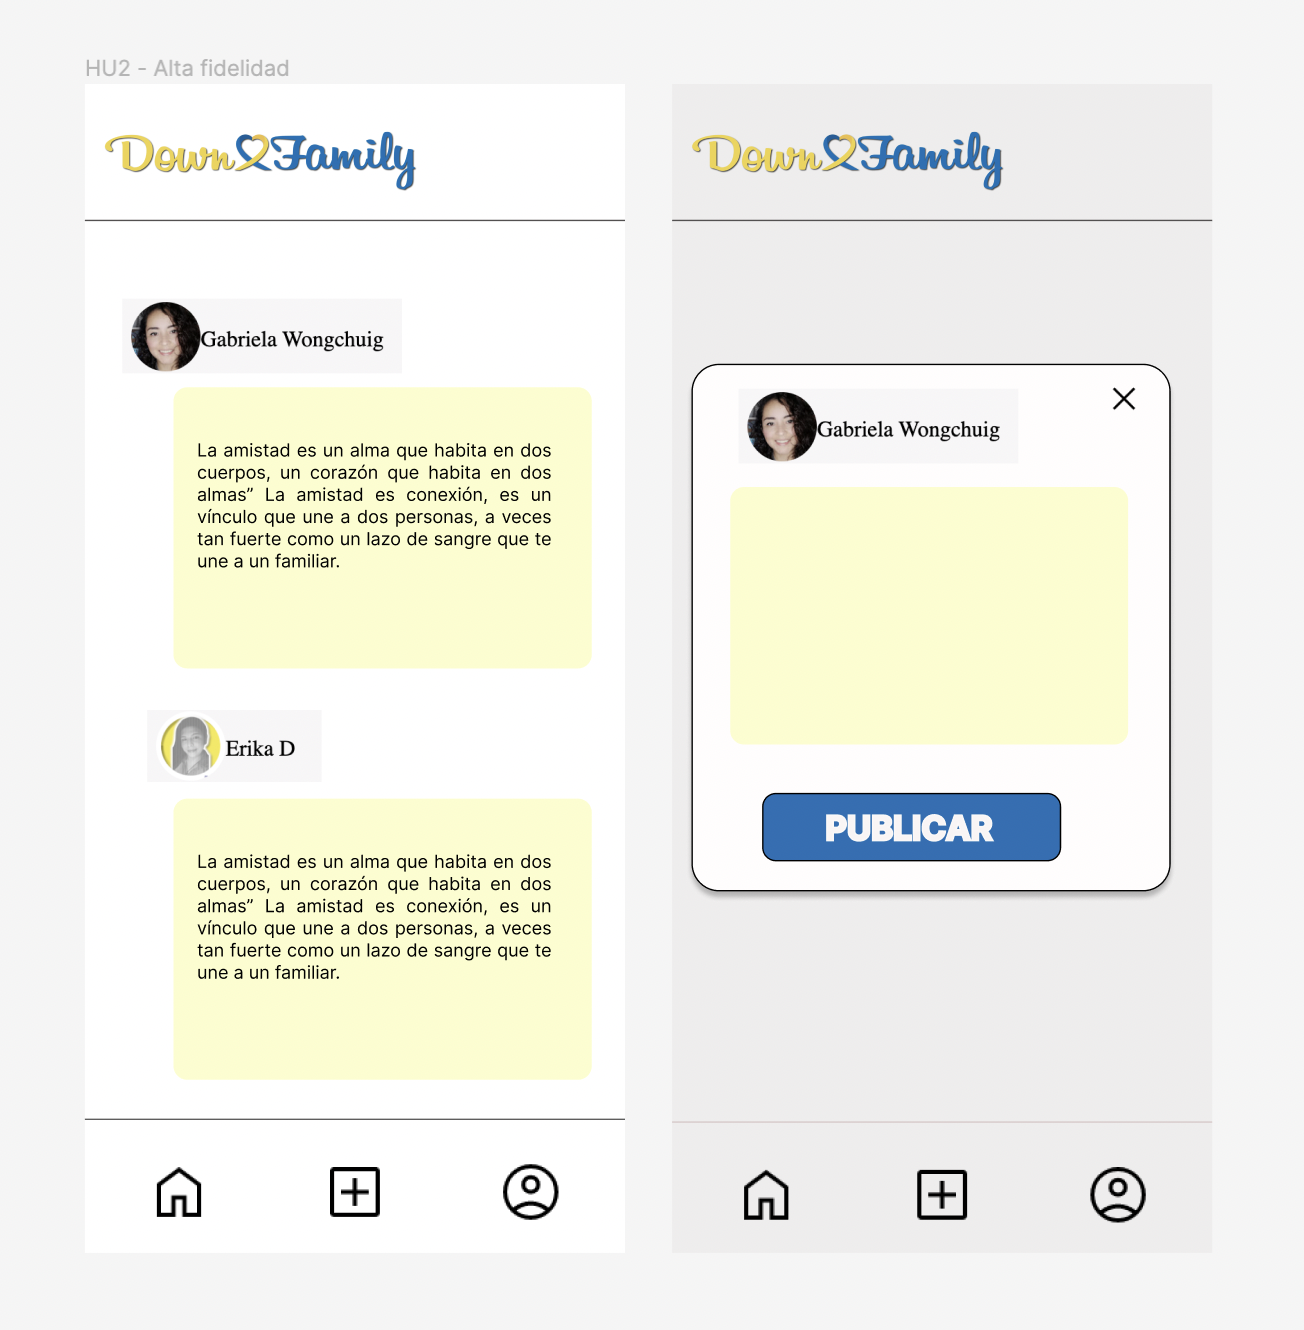 HU2 - Alta fidelidad
Down Family
Gabriela Wongchuig
La amistad es un alma que habita en dos
cuerpos, un corazón que habita en dos
almas” La amistad es conexión, es un
vínculo que une a dos personas, a veces
tan fuerte como un lazo de sangre que te
une a un familiar.
Erika D
La amistad es un alma que habita en dos
cuerpos, un corazón que habita en dos
almas” La amistad es conexión, es un
vínculo que une a dos personas, a veces
tan fuerte como un lazo de sangre que te
une a un familiar.
Down Family
Gabriela Wongchuig
PUBLICAR